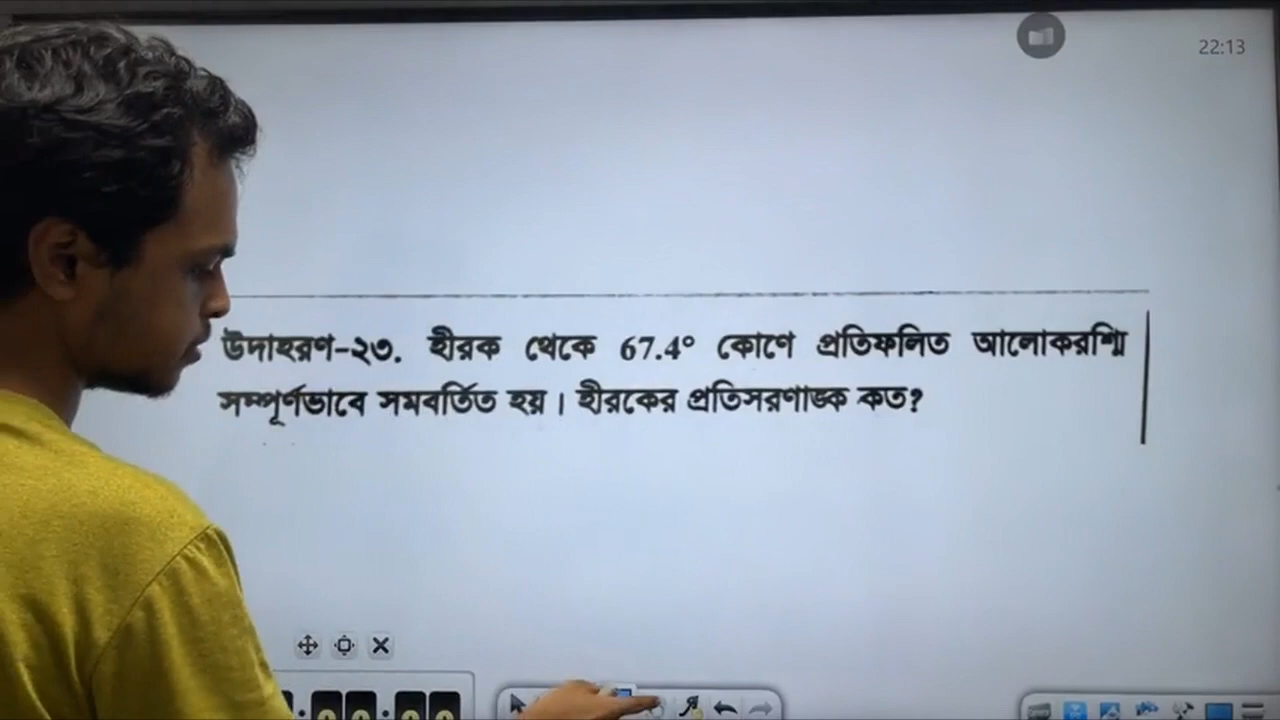 22:13
উদাহরণ-২৩. হীরক থেকে 67.4° কোণে প্রতিফলিত আলোকরশ্মি
সম্পূর্ণভাবে সমবর্তিত হয়। হীরকের প্রতিসরণাঙ্ক কত?